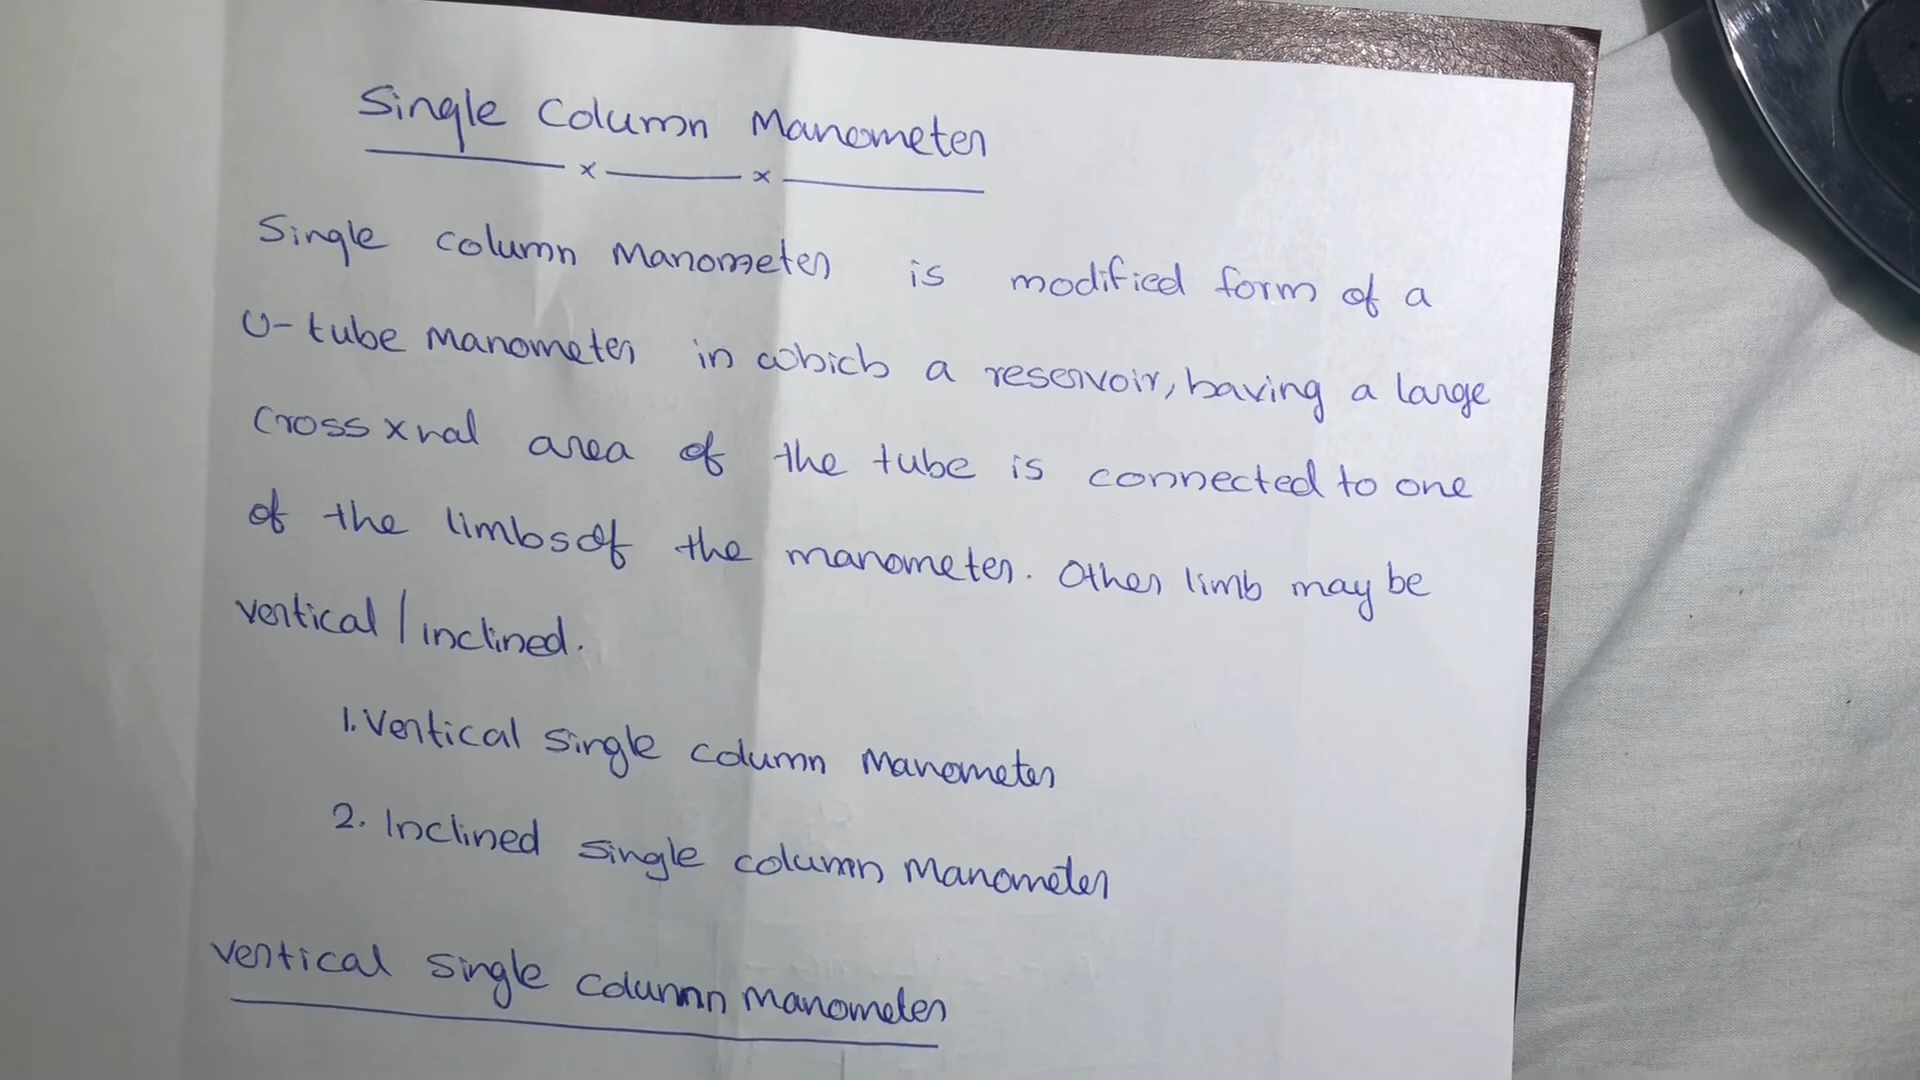 Single Column Manometer
Single column Manometer is modified form of a
U-tube manometer in which a reservoir, having a large
cross xnal area of the tube is connected to one
of the limbs of the manometer. Other limb may be
vertical / inclined.
1. Vertical single column Manometer
2. Inclined single column Manometer
Vertical single column manometer